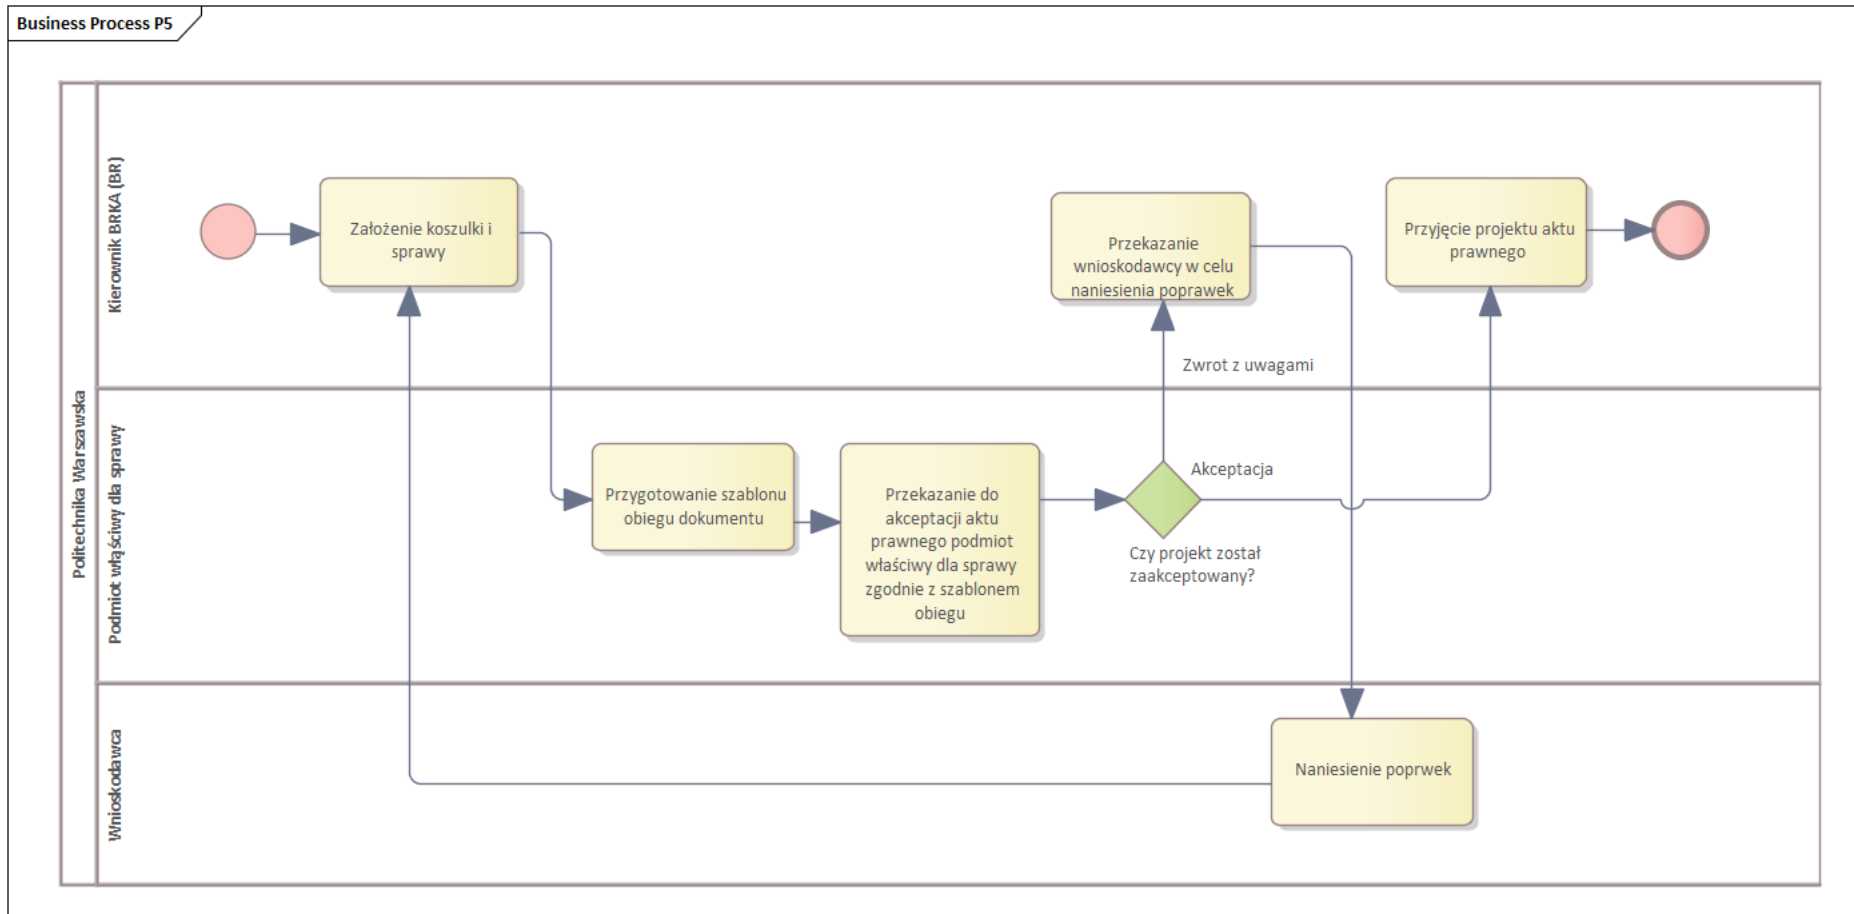 Business Process P5
Politechnika Warszawska
Kierownik BRKA (BR)
Założenie koszulki i
sprawy
Przekazanie
wnioskodawcy w celu
naniesienia poprawek
Przyjęcie projektu aktu
prawnego
Zwrot z uwagami
Podmiot włąściwy dla sprawy
Przygotowanie szablonu
obiegu dokumentu
Przekazanie do
akceptacji aktu
prawnego podmiot
właściwy dla sprawy
zgodnie z szablonem
obiegu
Akceptacja
Czy projekt został
zaakceptowany?
Wnioskodawca
Naniesienie poprwek